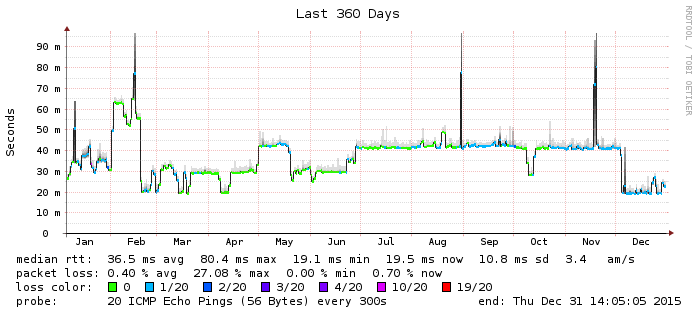 Last 360 Days
RRDTOOL / TOBI OETIKER
Seconds
90 m
80 m
70 m
60 m
50 m
40 m
30 m
20 m
10 m
0
Jan Feb Mar Apr May Jun Jul Aug Sep Oct Nov Dec
median rtt: 36.5 ms avg 80.4 ms max 19.1 ms min 19.5 ms now 10.8 ms sd 3.4 am/s
packet loss: 0.40 % avg 27.08 % max 0.00 % min 0.70 % now
loss color: 0 1/20 2/20 3/20 4/20 10/20 19/20
probe: 20 ICMP Echo Pings (56 Bytes) every 300s end: Thu Dec 31 14:05:05 2015